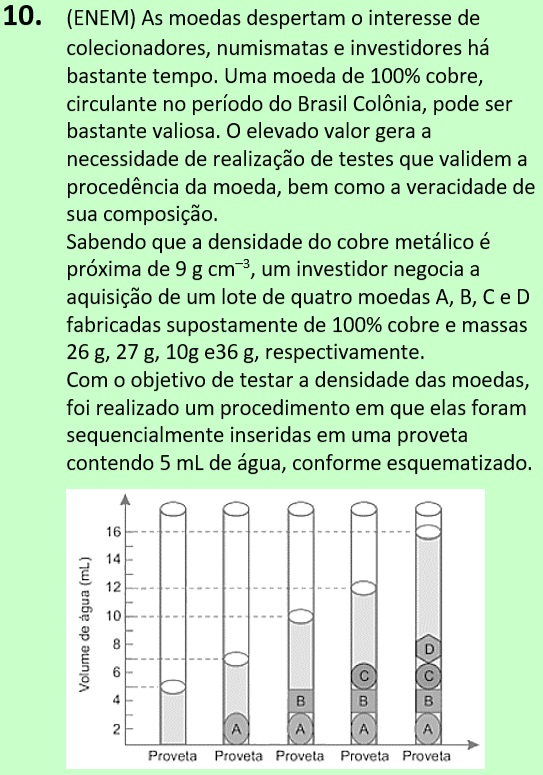 10. (ENEM) As moedas despertam o interesse de
colecionadores, numismatas e investidores há
bastante tempo. Uma moeda de 100% cobre,
circulante no período do Brasil Colônia, pode ser
bastante valiosa. O elevado valor gera a
necessidade de realização de testes que validem a
procedência da moeda, bem como a veracidade de
sua composição.
Sabendo que a densidade do cobre metálico é
próxima de 9 g cm⁻³, um investidor negocia a
aquisição de um lote de quatro moedas A, B, C e D
fabricadas supostamente de 100% cobre e massas
26 g, 27 g, 10g e36 g, respectivamente.
Com o objetivo de testar a densidade das moedas,
foi realizado um procedimento em que elas foram
sequencialmente inseridas em uma proveta
contendo 5 mL de água, conforme esquematizado.
Volume de água (mL)
16
14
12
10
8
6
4
2
D
C C
B B B
A A A A
Proveta Proveta Proveta Proveta Proveta